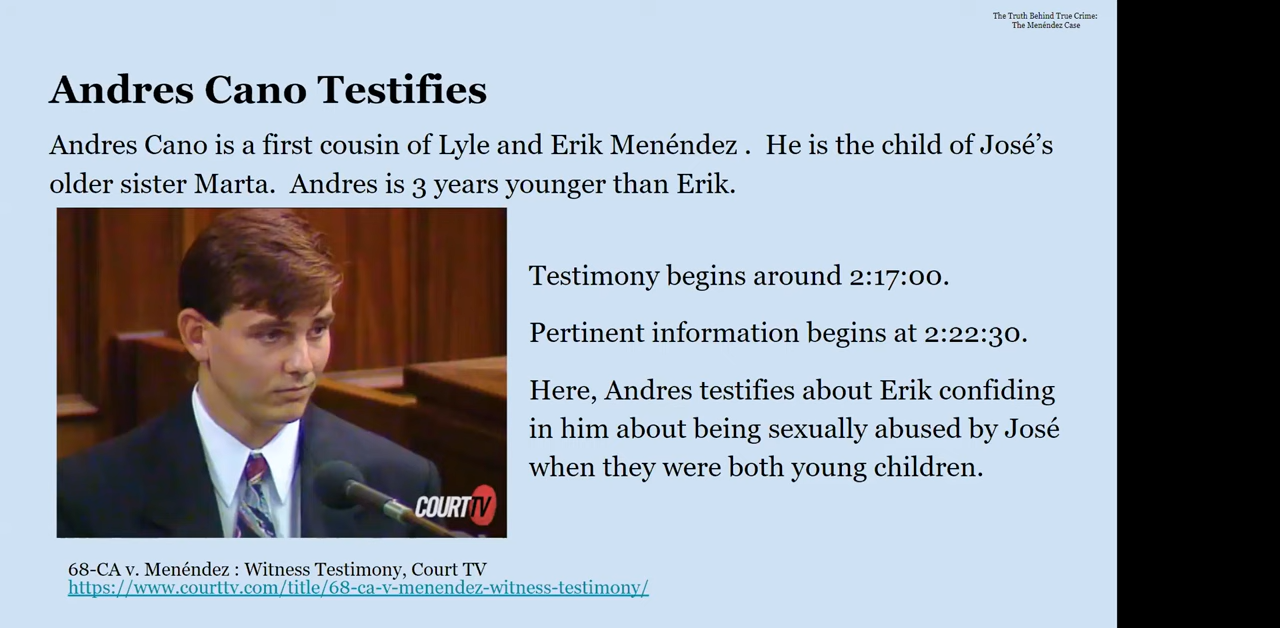 The Truth Behind True Crime:
The Menéndez Case
Andres Cano Testifies
Andres Cano is a first cousin of Lyle and Erik Menéndez .  He is the child of José’s
older sister Marta.  Andres is 3 years younger than Erik.
Testimony begins around 2:17:00.
Pertinent information begins at 2:22:30.
Here, Andres testifies about Erik confiding
in him about being sexually abused by José
when they were both young children.
COURT TV
68-CA v. Menéndez : Witness Testimony, Court TV
https://www.courttv.com/title/68-ca-v-menendez-witness-testimony/